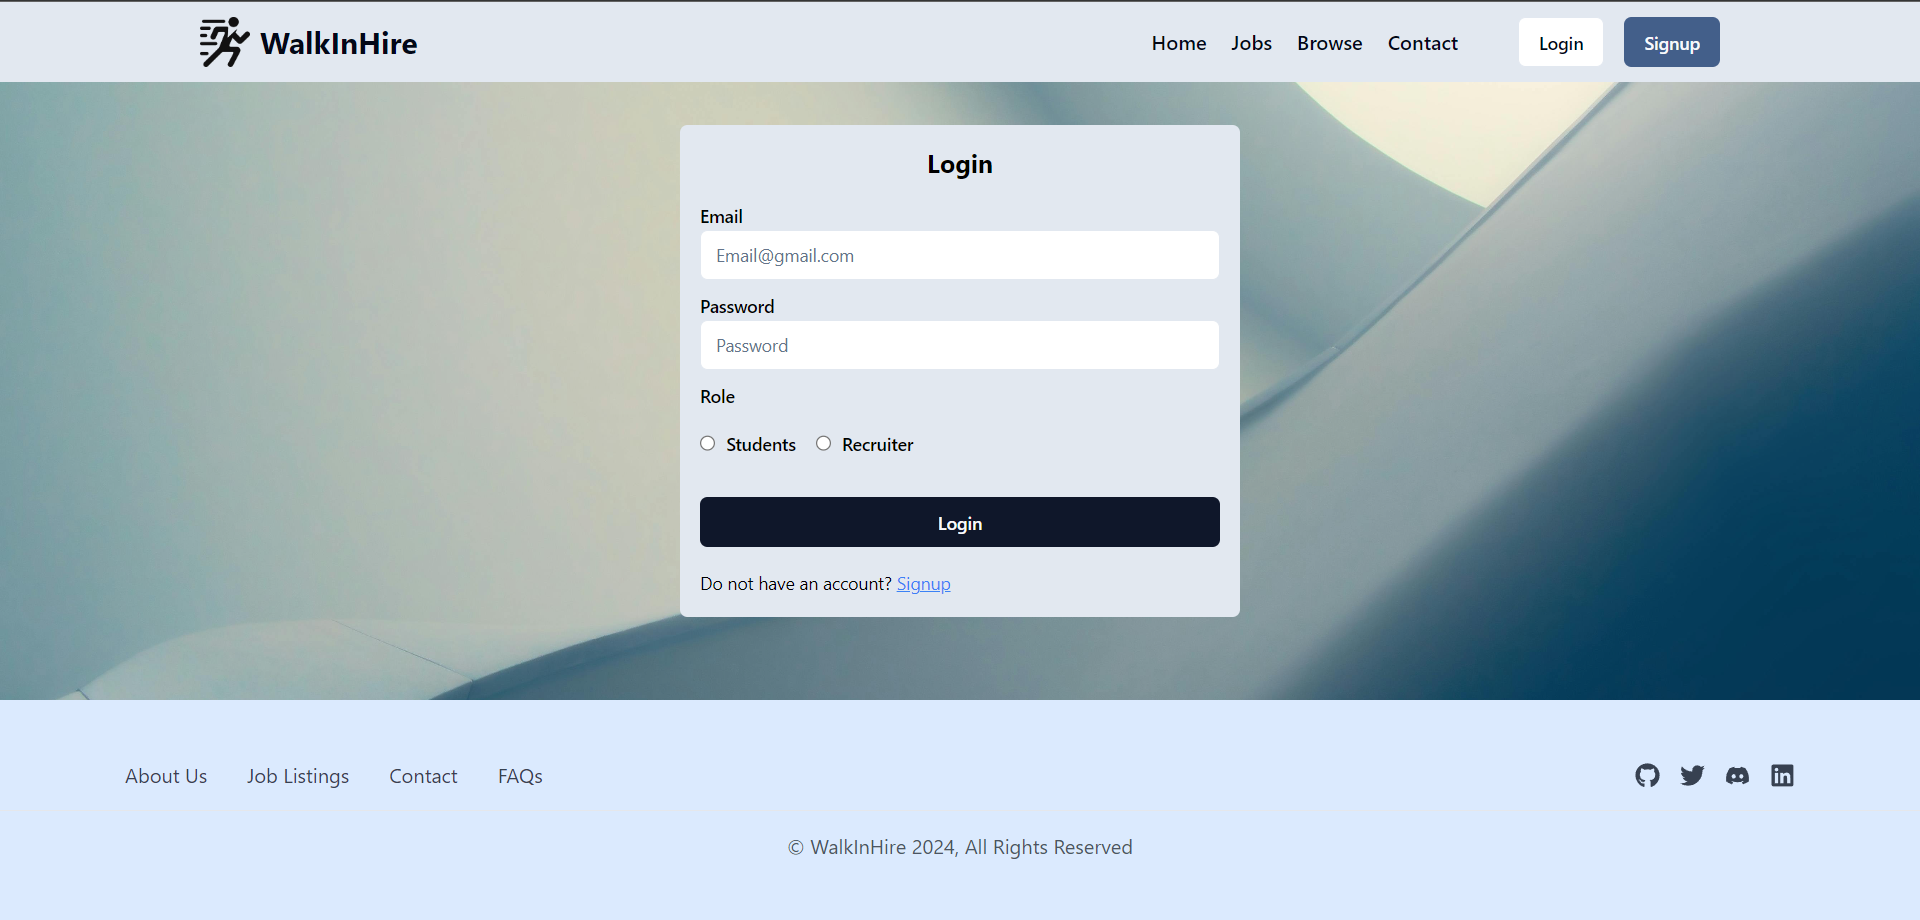 WalkInHire Home Jobs Browse Contact Login Signup
Login
Email
Email@gmail.com
Password
Password
Role
Students Recruiter
Login
Do not have an account? Signup
About Us Job Listings Contact FAQs
© WalkInHire 2024, All Rights Reserved